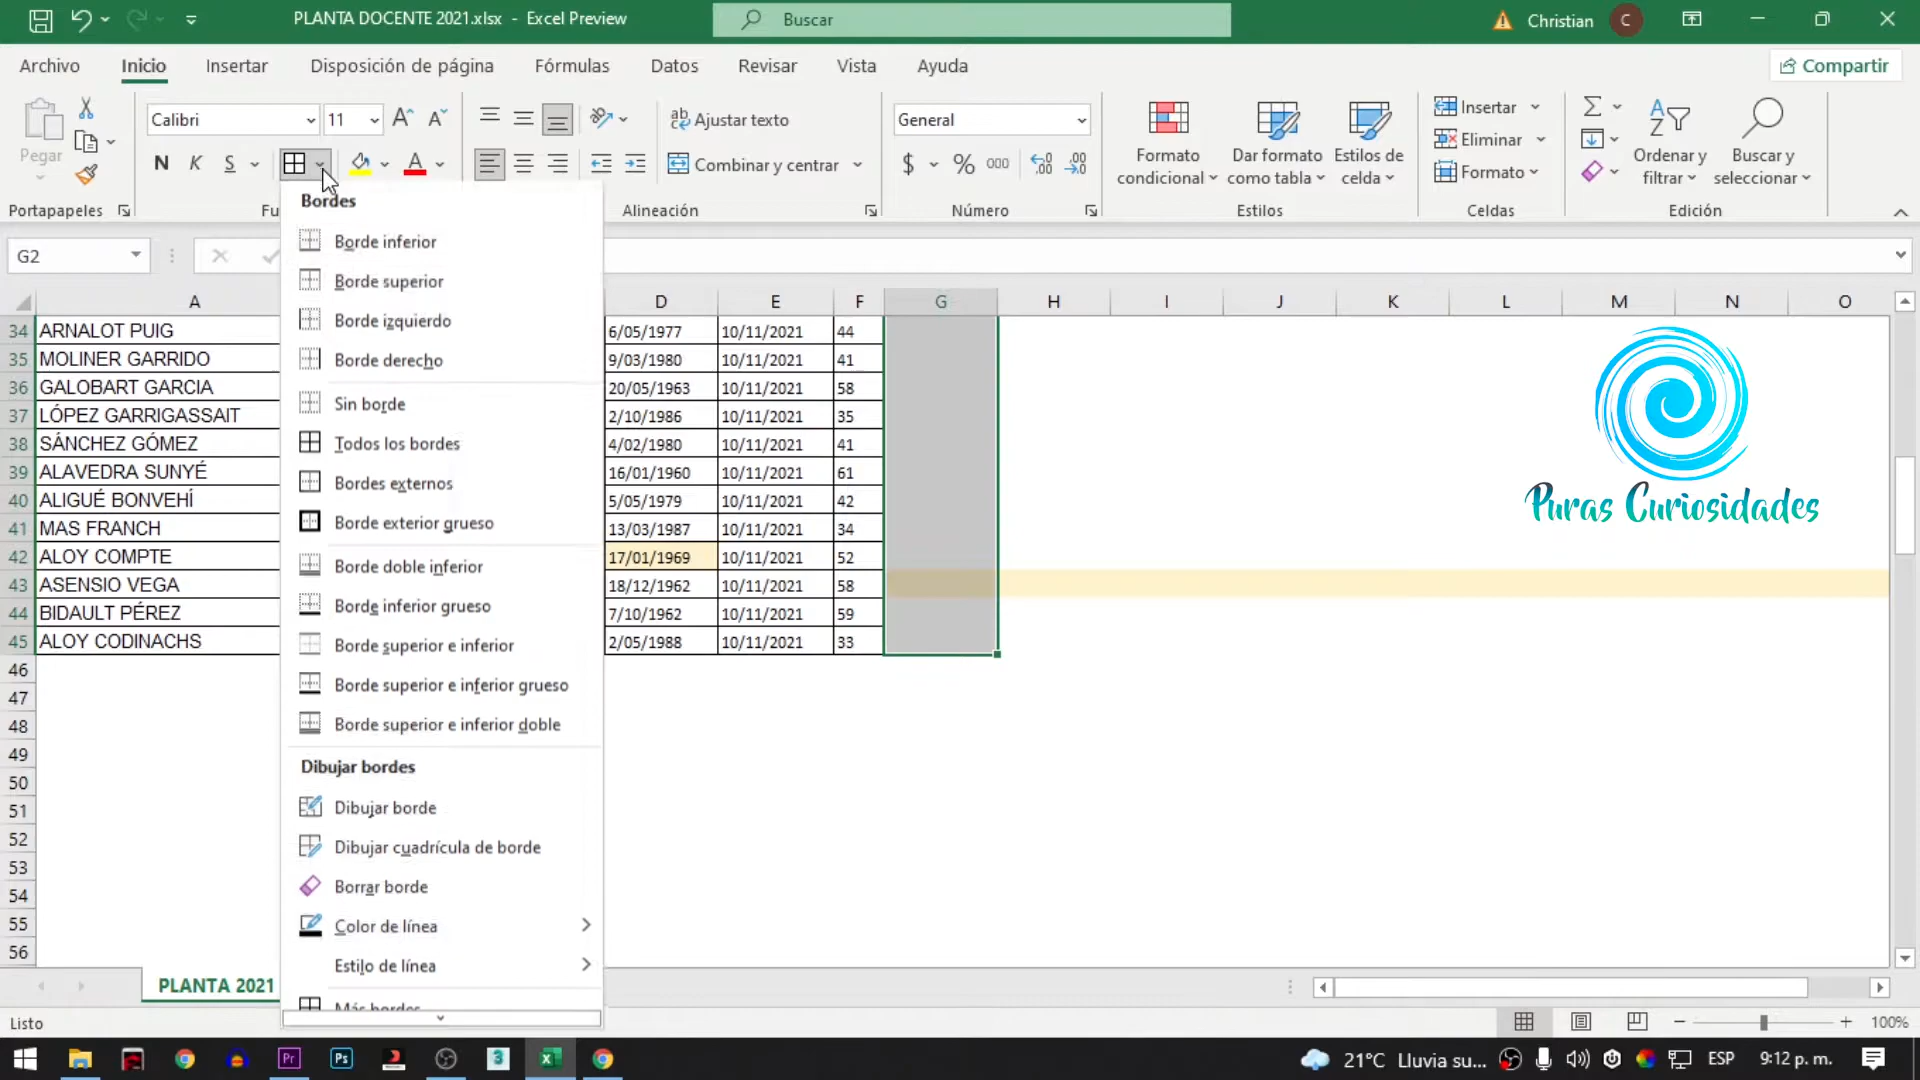 PLANTA DOCENTE 2021.xlsx - Excel Preview
Buscar
Christian
C
Archivo Inicio Insertar Disposición de página Fórmulas Datos Revisar Vista Ayuda
Compartir
Pegar
Calibri 11
N K S
Ajustar texto
Combinar y centrar
General
$ % 000
Formato condicional
Dar formato como tabla
Estilos de celda
Insertar
Eliminar
Formato
Ordenar y filtrar
Buscar y seleccionar
Portapapeles Fu Alineación Número Estilos Celdas Edición
G2
Bordes
Borde inferior
Borde superior
Borde izquierdo
Borde derecho
Sin borde
Todos los bordes
Bordes externos
Borde exterior grueso
Borde doble inferior
Borde inferior grueso
Borde superior e inferior
Borde superior e inferior grueso
Borde superior e inferior doble
Dibujar bordes
Dibujar borde
Dibujar cuadrícula de borde
Borrar borde
Color de línea
Estilo de línea
Más bordes
A D E F G H I J K L M N O
34 ARNALOT PUIG 6/05/1977 10/11/2021 44
35 MOLINER GARRIDO 9/03/1980 10/11/2021 41
36 GALOBART GARCIA 20/05/1963 10/11/2021 58
37 LÓPEZ GARRIGASSAIT 2/10/1986 10/11/2021 35
38 SÁNCHEZ GÓMEZ 4/02/1980 10/11/2021 41
39 ALAVEDRA SUNYÉ 16/01/1960 10/11/2021 61
40 ALIGUÉ BONVEHÍ 5/05/1979 10/11/2021 42
41 MAS FRANCH 13/03/1987 10/11/2021 34
42 ALOY COMPTE 17/01/1969 10/11/2021 52
43 ASENSIO VEGA 18/12/1962 10/11/2021 58
44 BIDAULT PÉREZ 7/10/1962 10/11/2021 59
45 ALOY CODINACHS 2/05/1988 10/11/2021 33
46
47
48
49
50
51
52
53
54
55
56
Puras Curiosidades
PLANTA 2021
Listo
100%
21°C Lluvia su... ESP 9:12 p. m.